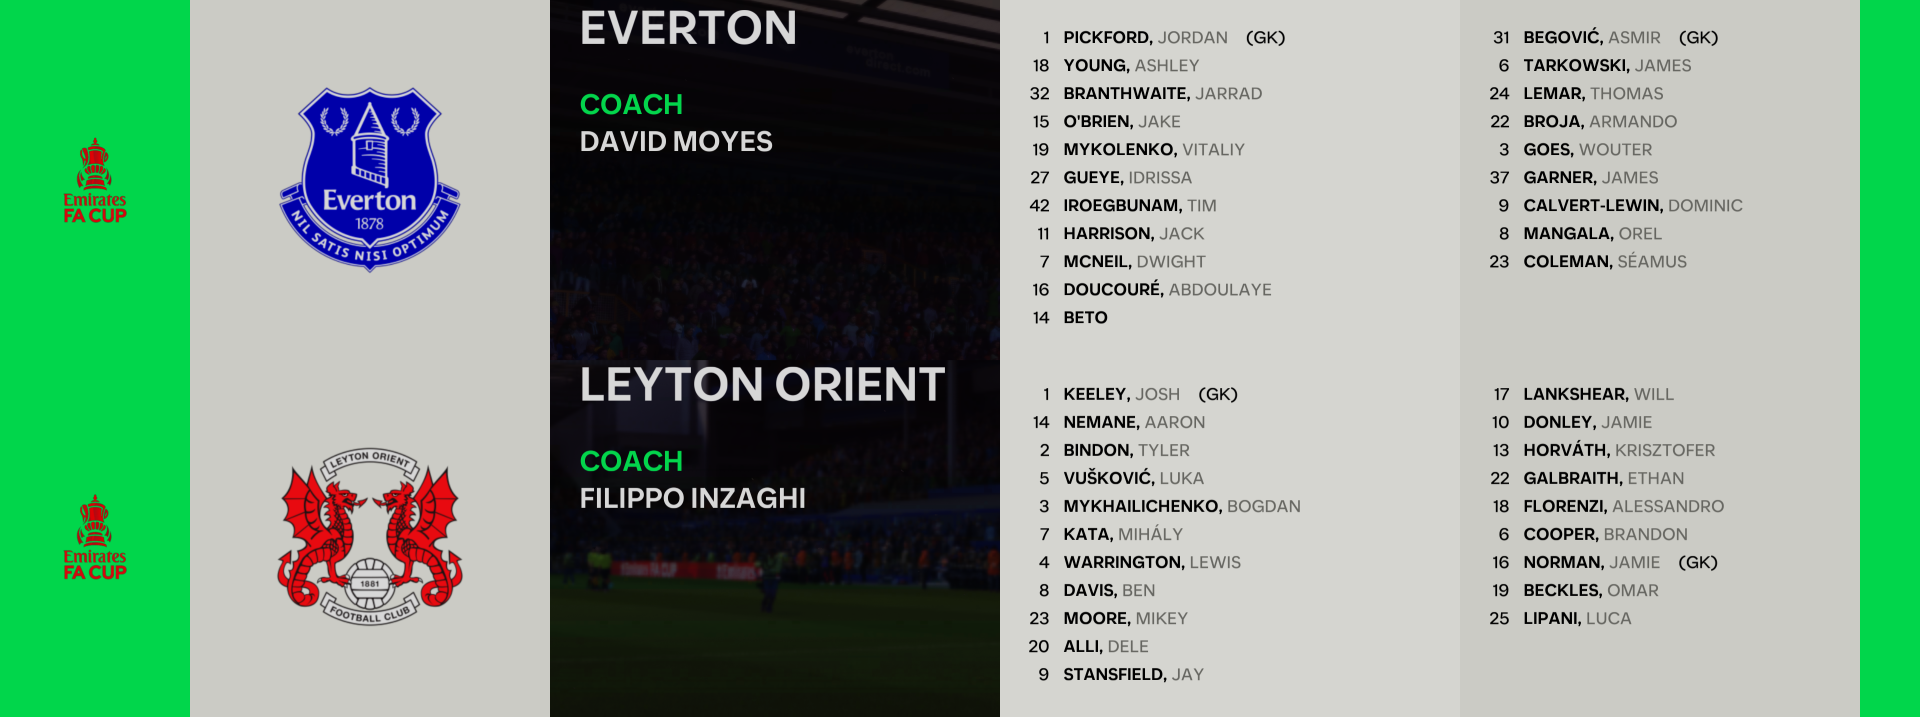 Emirates
FA CUP
Everton
1878
NIL SATIS NISI OPTIMUM
EVERTON
COACH
DAVID MOYES
1 PICKFORD, JORDAN (GK)
18 YOUNG, ASHLEY
32 BRANTHWAITE, JARRAD
15 O'BRIEN, JAKE
19 MYKOLENKO, VITALIY
27 GUEYE, IDRISSA
42 IROEGBUNAM, TIM
11 HARRISON, JACK
7 MCNEIL, DWIGHT
16 DOUCOURÉ, ABDOULAYE
14 BETO
31 BEGOVIĆ, ASMIR (GK)
6 TARKOWSKI, JAMES
24 LEMAR, THOMAS
22 BROJA, ARMANDO
3 GOES, WOUTER
37 GARNER, JAMES
9 CALVERT-LEWIN, DOMINIC
8 MANGALA, OREL
23 COLEMAN, SÉAMUS
Emirates
FA CUP
LEYTON ORIENT
1881
FOOTBALL CLUB
LEYTON ORIENT
COACH
FILIPPO INZAGHI
1 KEELEY, JOSH (GK)
14 NEMANE, AARON
2 BINDON, TYLER
5 VUŠKOVIĆ, LUKA
3 MYKHAILICHENKO, BOGDAN
7 KATA, MIHÁLY
4 WARRINGTON, LEWIS
8 DAVIS, BEN
23 MOORE, MIKEY
20 ALLI, DELE
9 STANSFIELD, JAY
17 LANKSHEAR, WILL
10 DONLEY, JAMIE
13 HORVÁTH, KRISZTOFER
22 GALBRAITH, ETHAN
18 FLORENZI, ALESSANDRO
6 COOPER, BRANDON
16 NORMAN, JAMIE (GK)
19 BECKLES, OMAR
25 LIPANI, LUCA